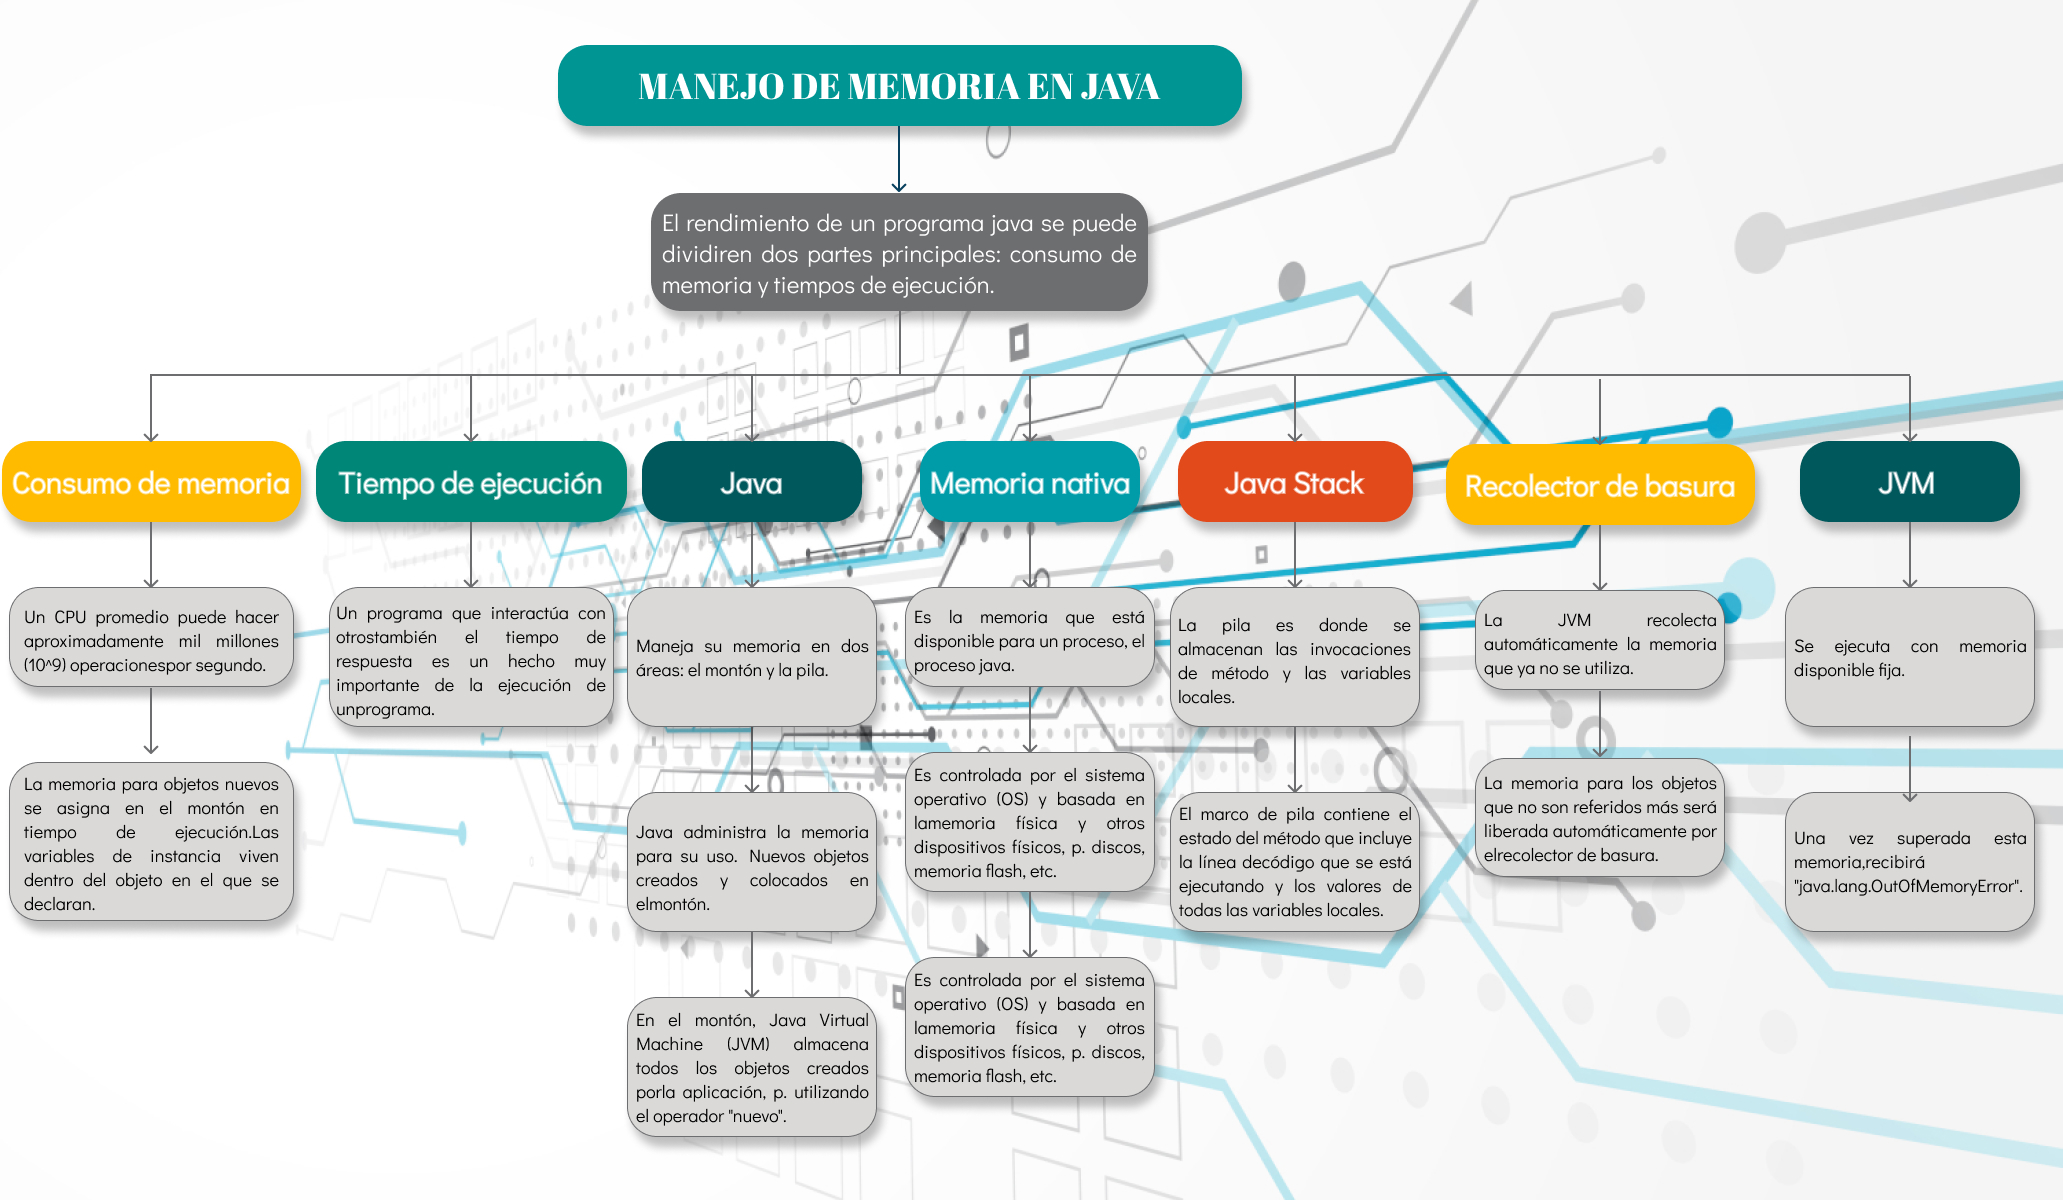 MANEJO DE MEMORIA EN JAVA
El rendimiento de un programa java se puede
dividiren dos partes principales: consumo de
memoria y tiempos de ejecución.
Consumo de memoria
Un CPU promedio puede hacer
aproximadamente mil millones
(10^9) operacionespor segundo.
La memoria para objetos nuevos
se asigna en el montón en
tiempo de ejecución.Las
variables de instancia viven
dentro del objeto en el que se
declaran.
Tiempo de ejecución
Un programa que interactúa con
otrostambién el tiempo de
respuesta es un hecho muy
importante de la ejecución de
unprograma.
Java
Maneja su memoria en dos
áreas: el montón y la pila.
Java administra la memoria
para su uso. Nuevos objetos
creados y colocados en
elmontón.
En el montón, Java Virtual
Machine (JVM) almacena
todos los objetos creados
porla aplicación, p. utilizando
el operador "nuevo".
Memoria nativa
Es la memoria que está
disponible para un proceso, el
proceso java.
Es controlada por el sistema
operativo (OS) y basada en
lamemoria física y otros
dispositivos físicos, p. discos,
memoria flash, etc.
Es controlada por el sistema
operativo (OS) y basada en
lamemoria física y otros
dispositivos físicos, p. discos,
memoria flash, etc.
Java Stack
La pila es donde se
almacenan las invocaciones
de método y las variables
locales.
El marco de pila contiene el
estado del método que incluye
la línea decódigo que se está
ejecutando y los valores de
todas las variables locales.
Recolector de basura
La JVM recolecta
automáticamente la memoria
que ya no se utiliza.
La memoria para los objetos
que no son referidos más será
liberada automáticamente por
elrecolector de basura.
JVM
Se ejecuta con memoria
disponible fija.
Una vez superada esta
memoria,recibirá
"java.lang.OutOfMemoryError".